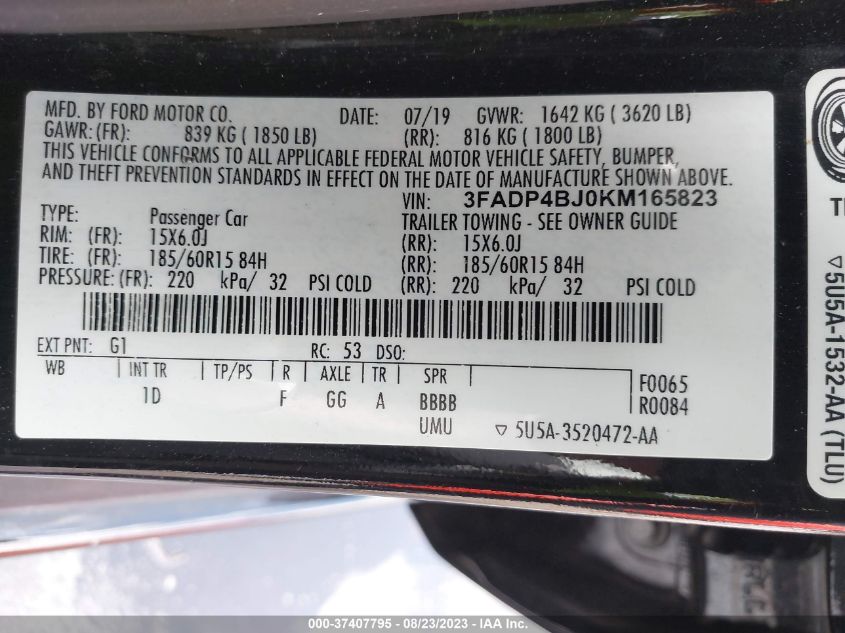 MFD. BY FORD MOTOR CO. DATE: 07/19 GVWR: 1642 KG ( 3620 LB)
GAWR:(FR): 839 KG ( 1850 LB) (RR): 816 KG ( 1800 LB)
THIS VEHICLE CONFORMS TO ALL APPLICABLE FEDERAL MOTOR VEHICLE SAFETY, BUMPER,
AND THEFT PREVENTION STANDARDS IN EFFECT ON THE DATE OF MANUFACTURE SHOWN ABOVE.
VIN: 3FADP4BJ0KM165823
TYPE: Passenger Car TRAILER TOWING - SEE OWNER GUIDE
RIM: (FR): 15X6.0J (RR): 15X6.0J
TIRE: (FR): 185/60R15 84H (RR): 185/60R15 84H
PRESSURE: (FR): 220 kPa/ 32 PSI COLD (RR): 220 kPa/ 32 PSI COLD
EXT PNT: G1 RC: 53 DSO:
WB INT TR TP/PS R AXLE TR SPR F0065
1D F GG A BBBB R0084
UMU ▽ 5U5A-3520472-AA
▽5U5A-1532-AA (TLU)
000-37407795 - 08/23/2023 - IAA Inc.